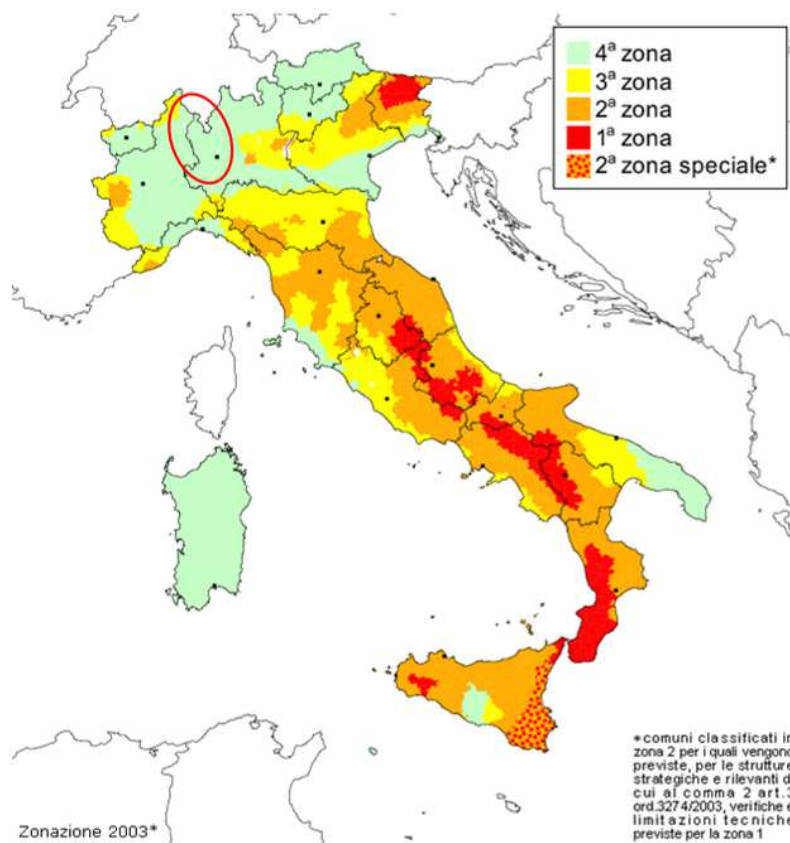 4ª zona
3ª zona
2ª zona
1ª zona
2ª zona speciale*
*comuni classificati in
zona 2 per i quali vengono
previste, per le strutture
strategiche e rilevanti d
cui al comma 2 art.3
ord.3274/2003, verifiche e
limitazioni tecniche
previste per la zona 1
Zonazione 2003*